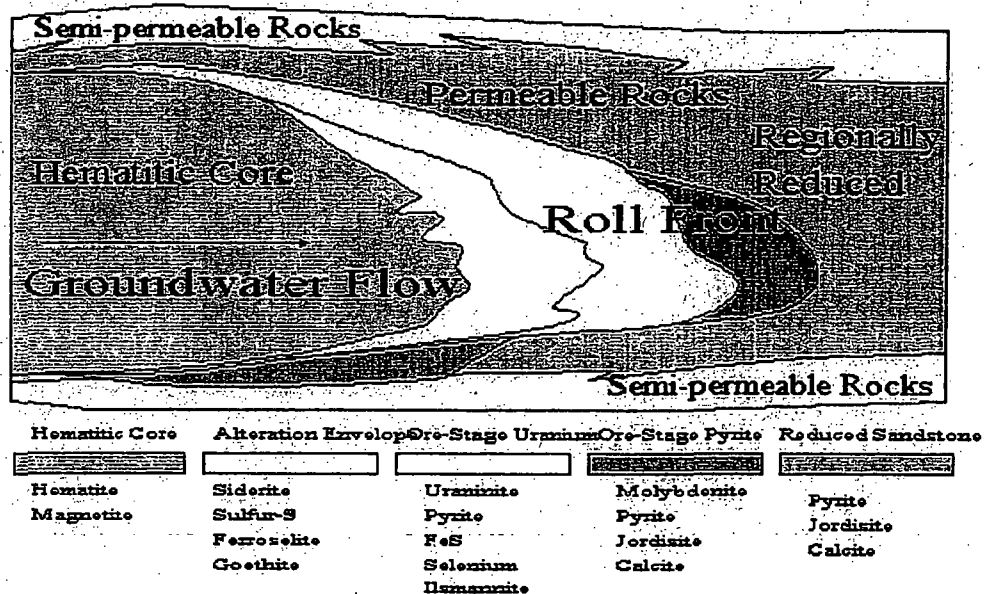 Semi-permeable Rocks
Permeable Rocks
Regionally
Reduced
Hematitic Core
Roll Front
Groundwater Flow
Semi-permeable Rocks
Hematitic Core Alteration Envelope Ore-Stage Uranium Ore-Stage Pyrite Reduced Sandstone
Hematite Siderite Uraninite Molybdenite Pyrite
Magnetite Sulfur-S Pyrite Pyrite Jordisite
Ferroselite FeS Jordisite Calcite
Goethite Selenium Calcite
Ilsmannite